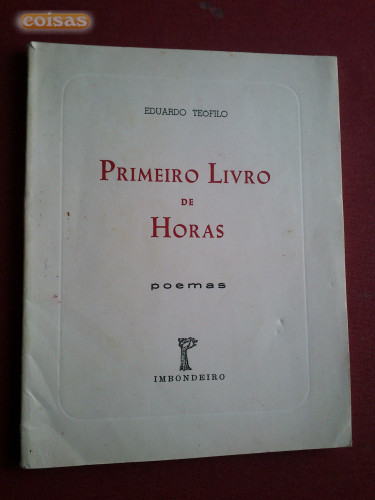 coisas
EDUARDO TEÓFILO
PRIMEIRO LIVRO
DE
HORAS
poemas
IMBONDEIRO